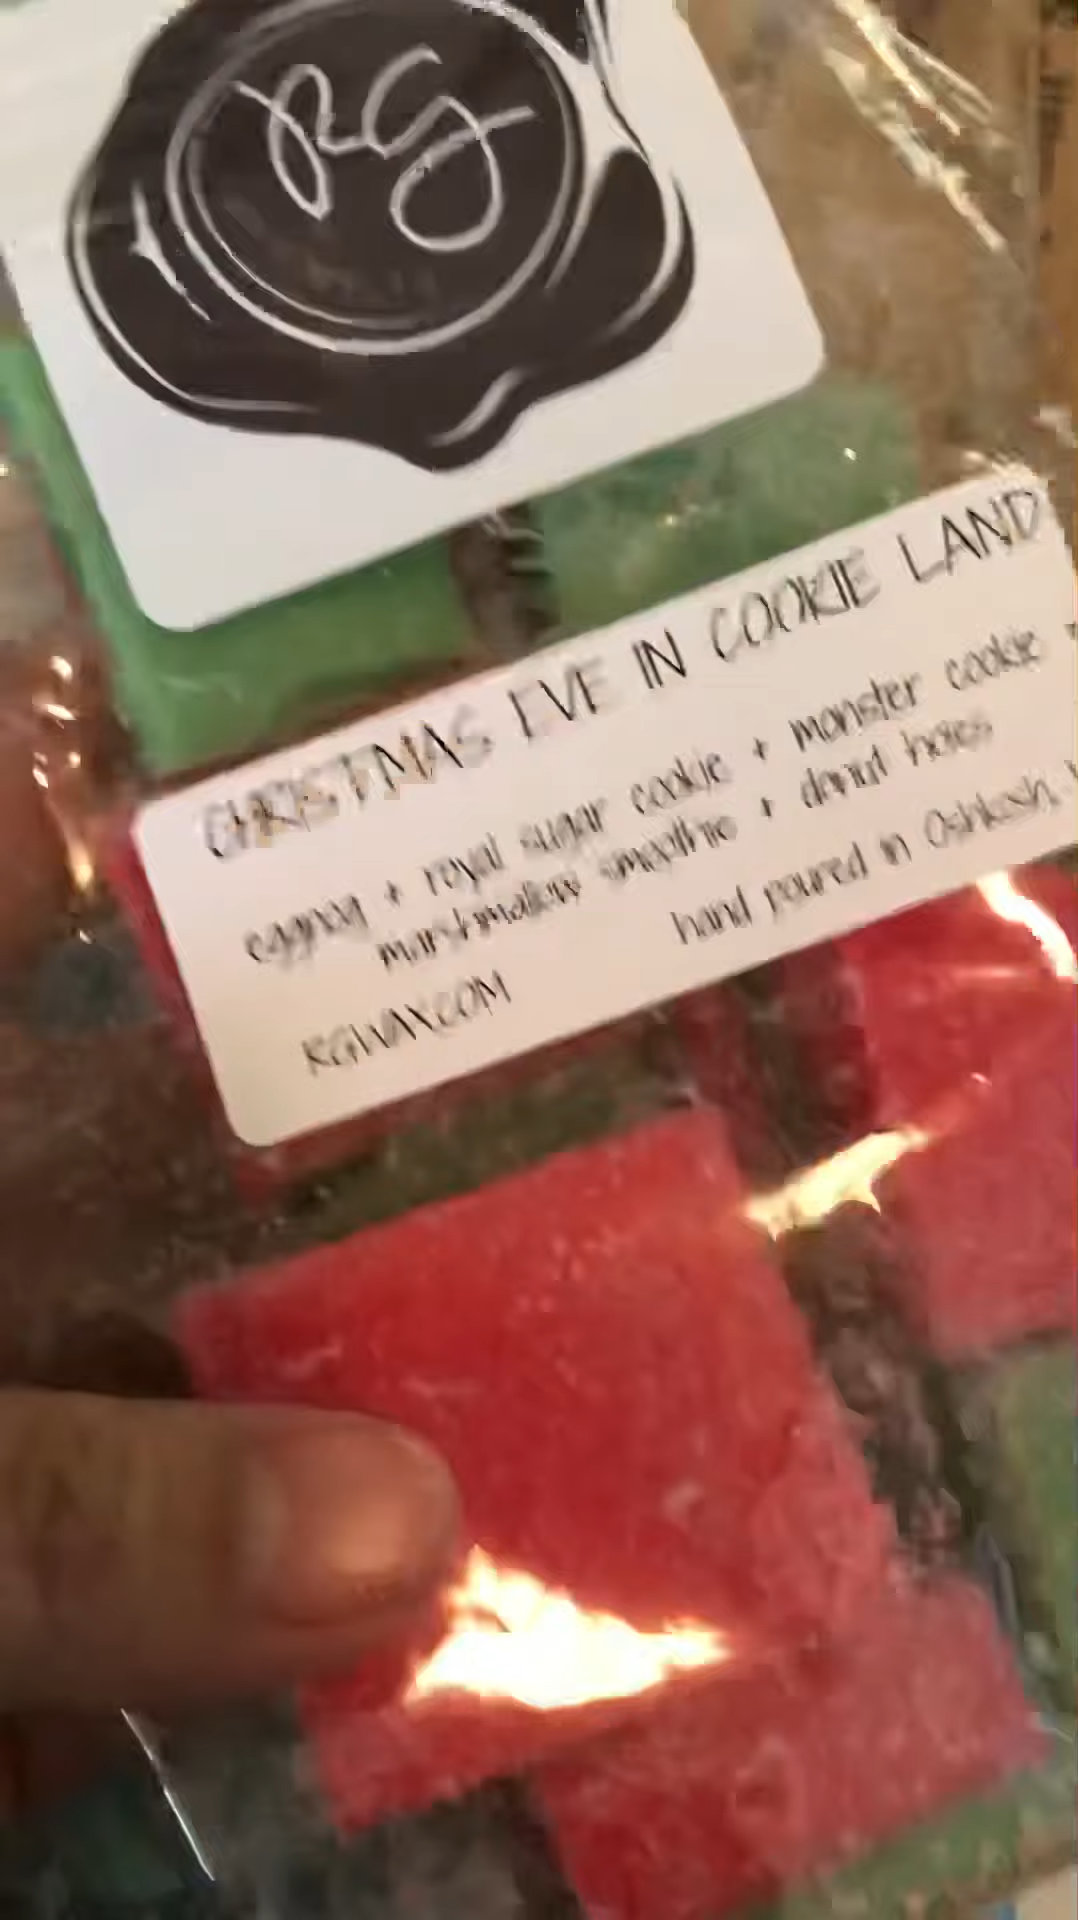 RG
CHRISTMAS EVE IN COOKIE LAND
eggnog + royal sugar cookie + monster cookie +
marshmallow smoothie + donut holes
hand poured in Oshkosh,
RGWAX.COM